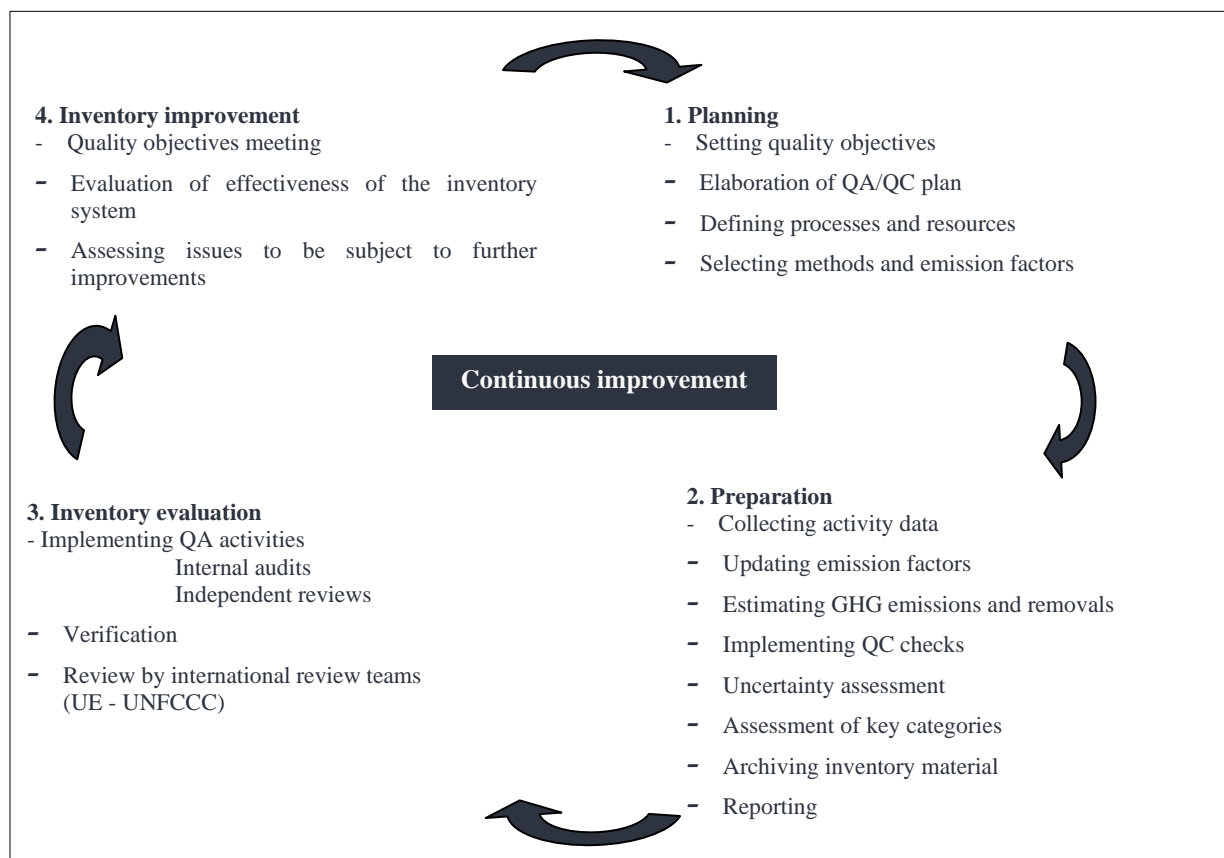 4. Inventory improvement
- Quality objectives meeting
- Evaluation of effectiveness of the inventory
system
- Assessing issues to be subject to further
improvements
1. Planning
- Setting quality objectives
- Elaboration of QA/QC plan
- Defining processes and resources
- Selecting methods and emission factors
Continuous improvement
3. Inventory evaluation
- Implementing QA activities
Internal audits
Independent reviews
- Verification
- Review by international review teams
(UE - UNFCCC)
2. Preparation
- Collecting activity data
- Updating emission factors
- Estimating GHG emissions and removals
- Implementing QC checks
- Uncertainty assessment
- Assessment of key categories
- Archiving inventory material
- Reporting